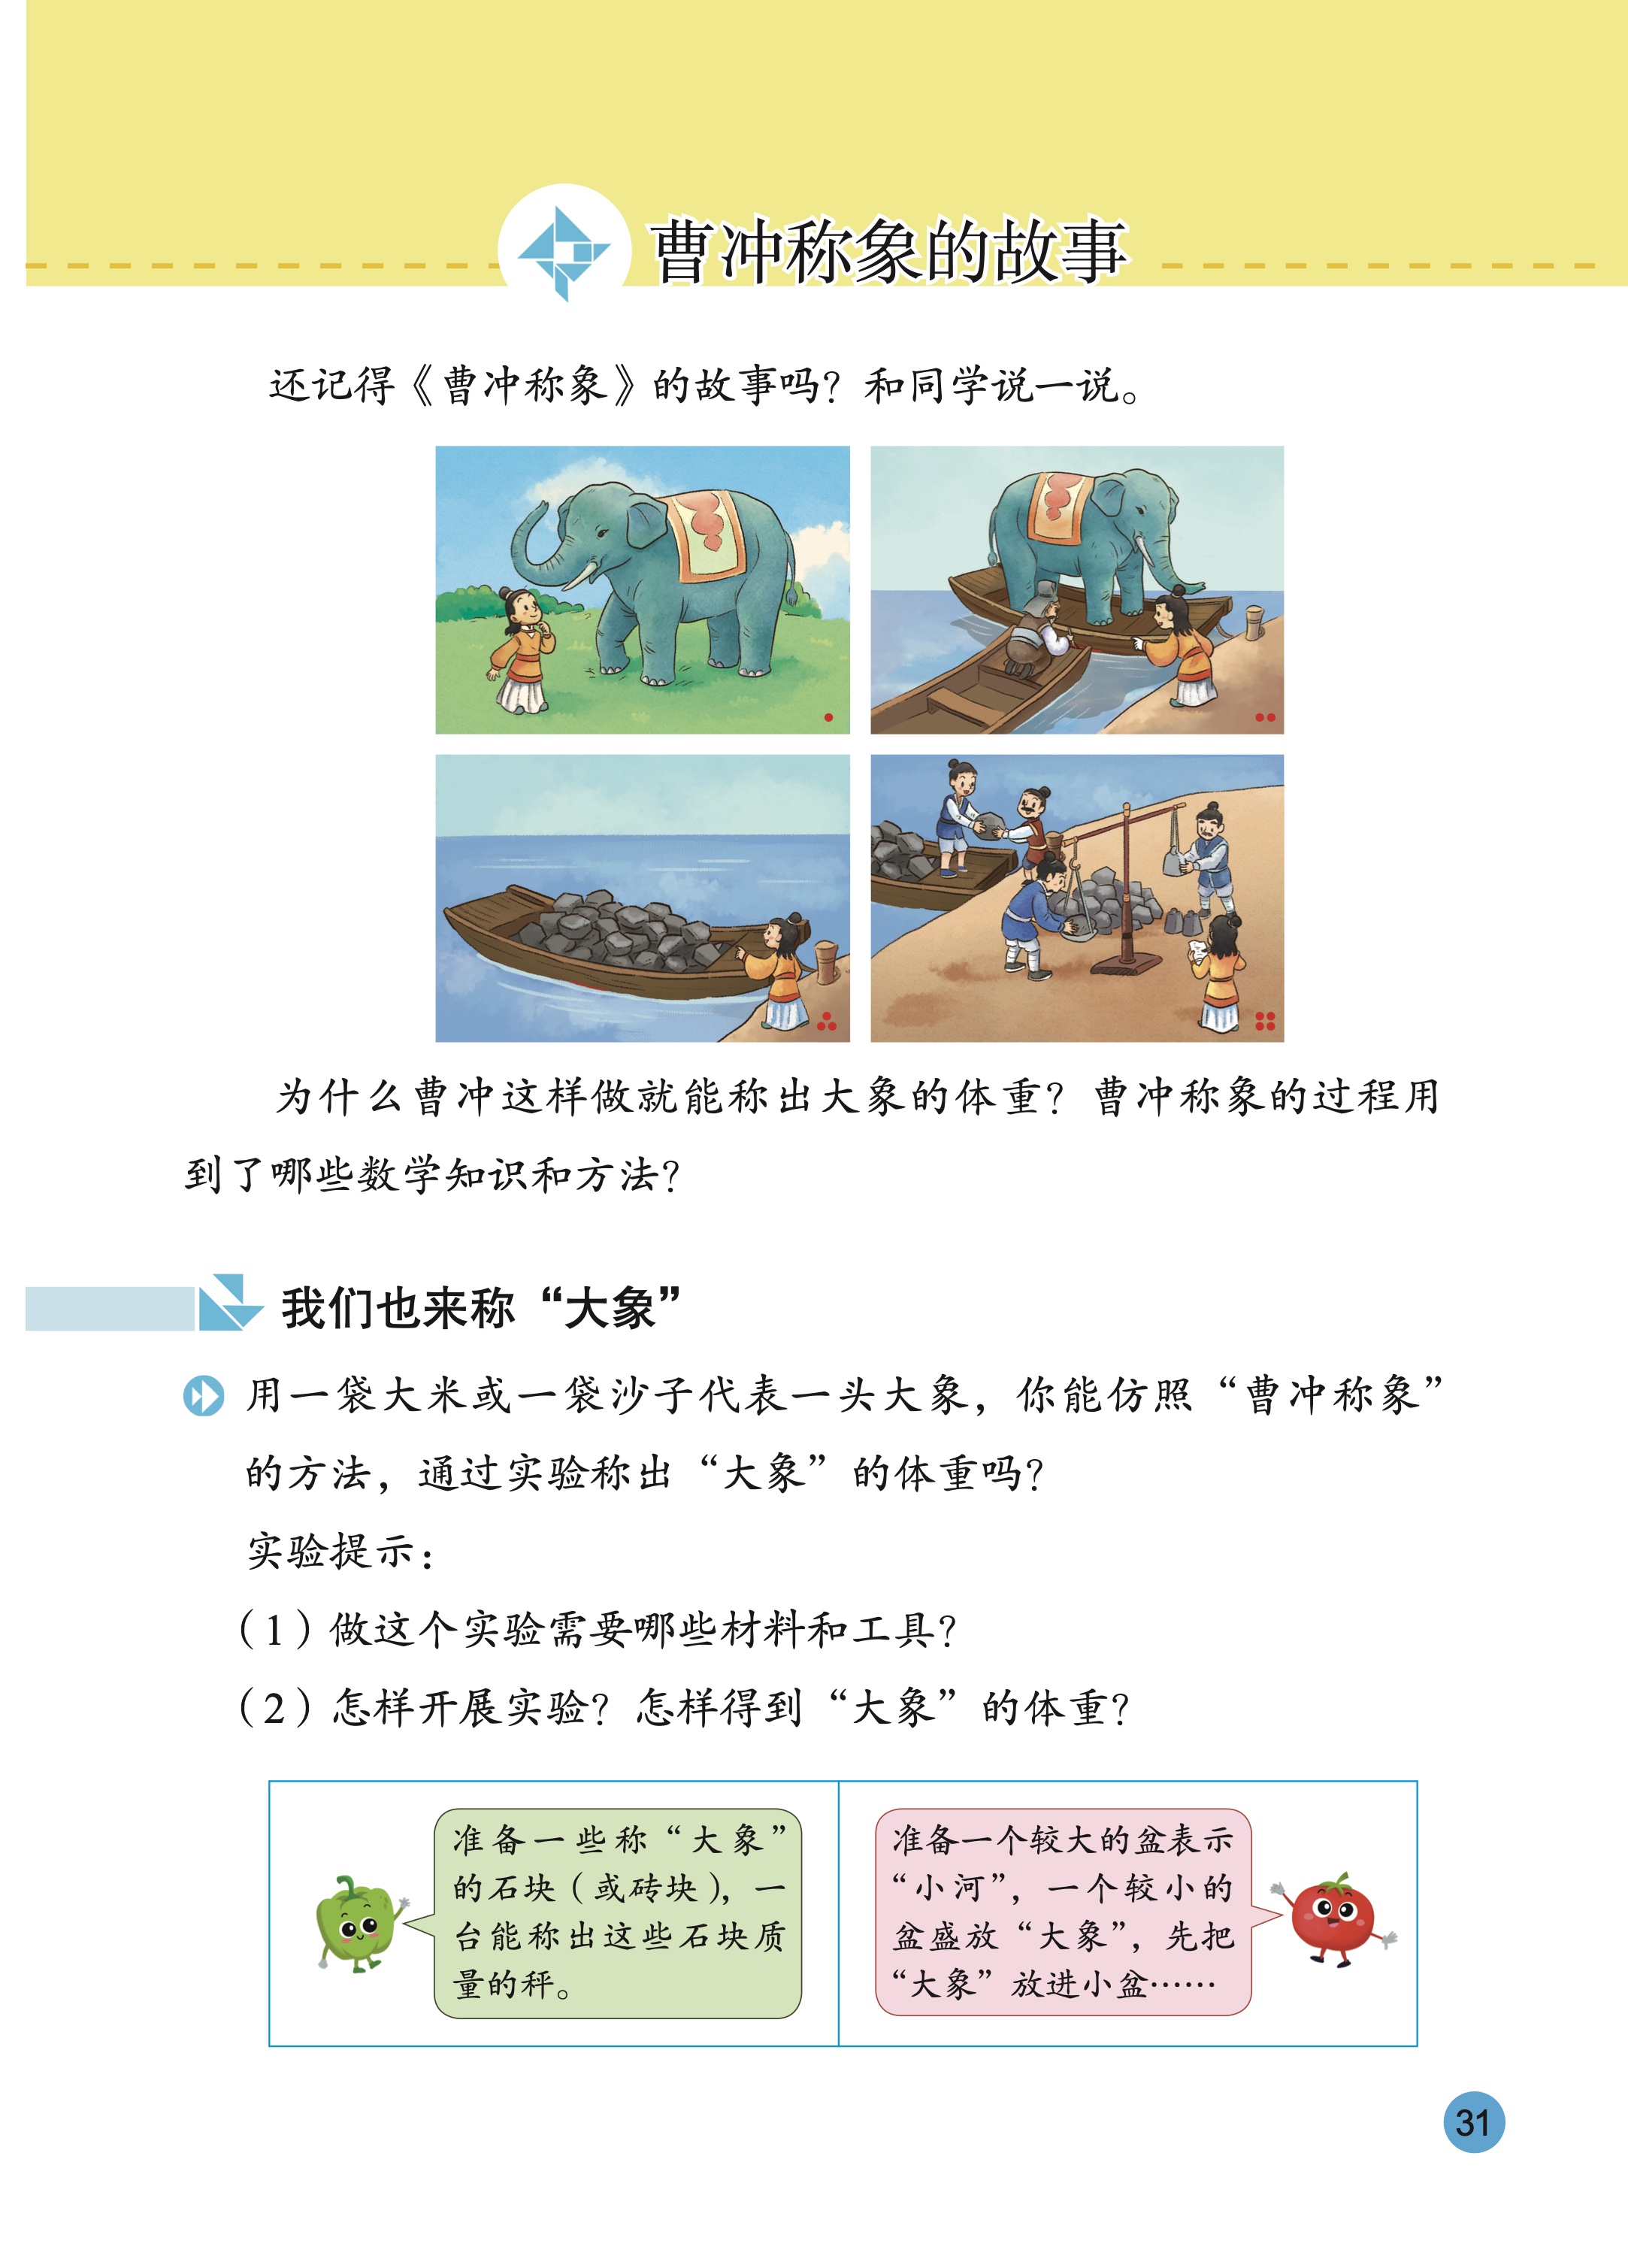 曹冲称象的故事
还记得《曹冲称象》的故事吗？和同学说一说。
为什么曹冲这样做就能称出大象的体重？曹冲称象的过程用
到了哪些数学知识和方法？
我们也来称“大象”
用一袋大米或一袋沙子代表一头大象，你能仿照“曹冲称象”
的方法，通过实验称出“大象”的体重吗？
实验提示：
（1）做这个实验需要哪些材料和工具？
（2）怎样开展实验？怎样得到“大象”的体重？
准备一些称“大象”
的石块（或砖块），一
台能称出这些石块质
量的秤。
准备一个较大的盆表示
“小河”，一个较小的
盆盛放“大象”，先把
“大象”放进小盆……
31